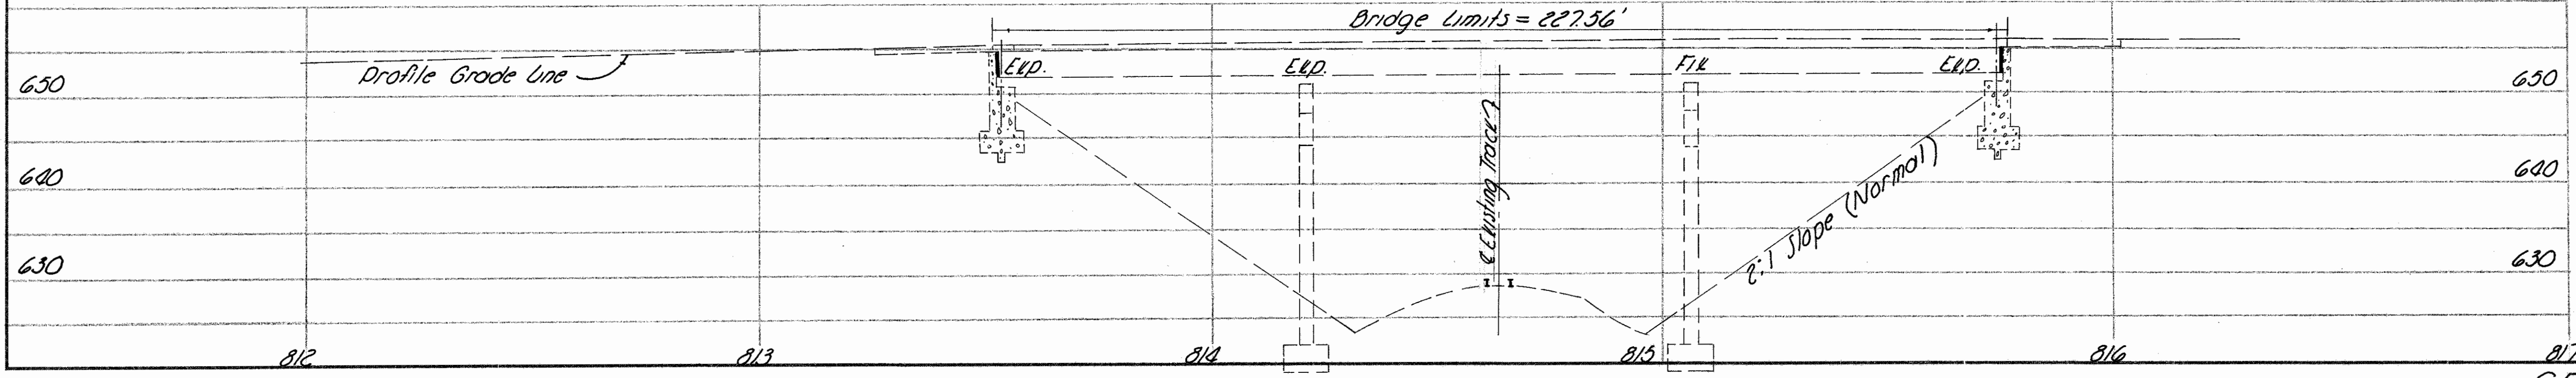 Bridge Limits = 227.56'
Profile Grade Line
Exp.
Exp.
Fix
Exp.
650
650
℄ Existing Track
640
640
2:1 Slope (Normal)
630
630
812
813
814
815
816
817